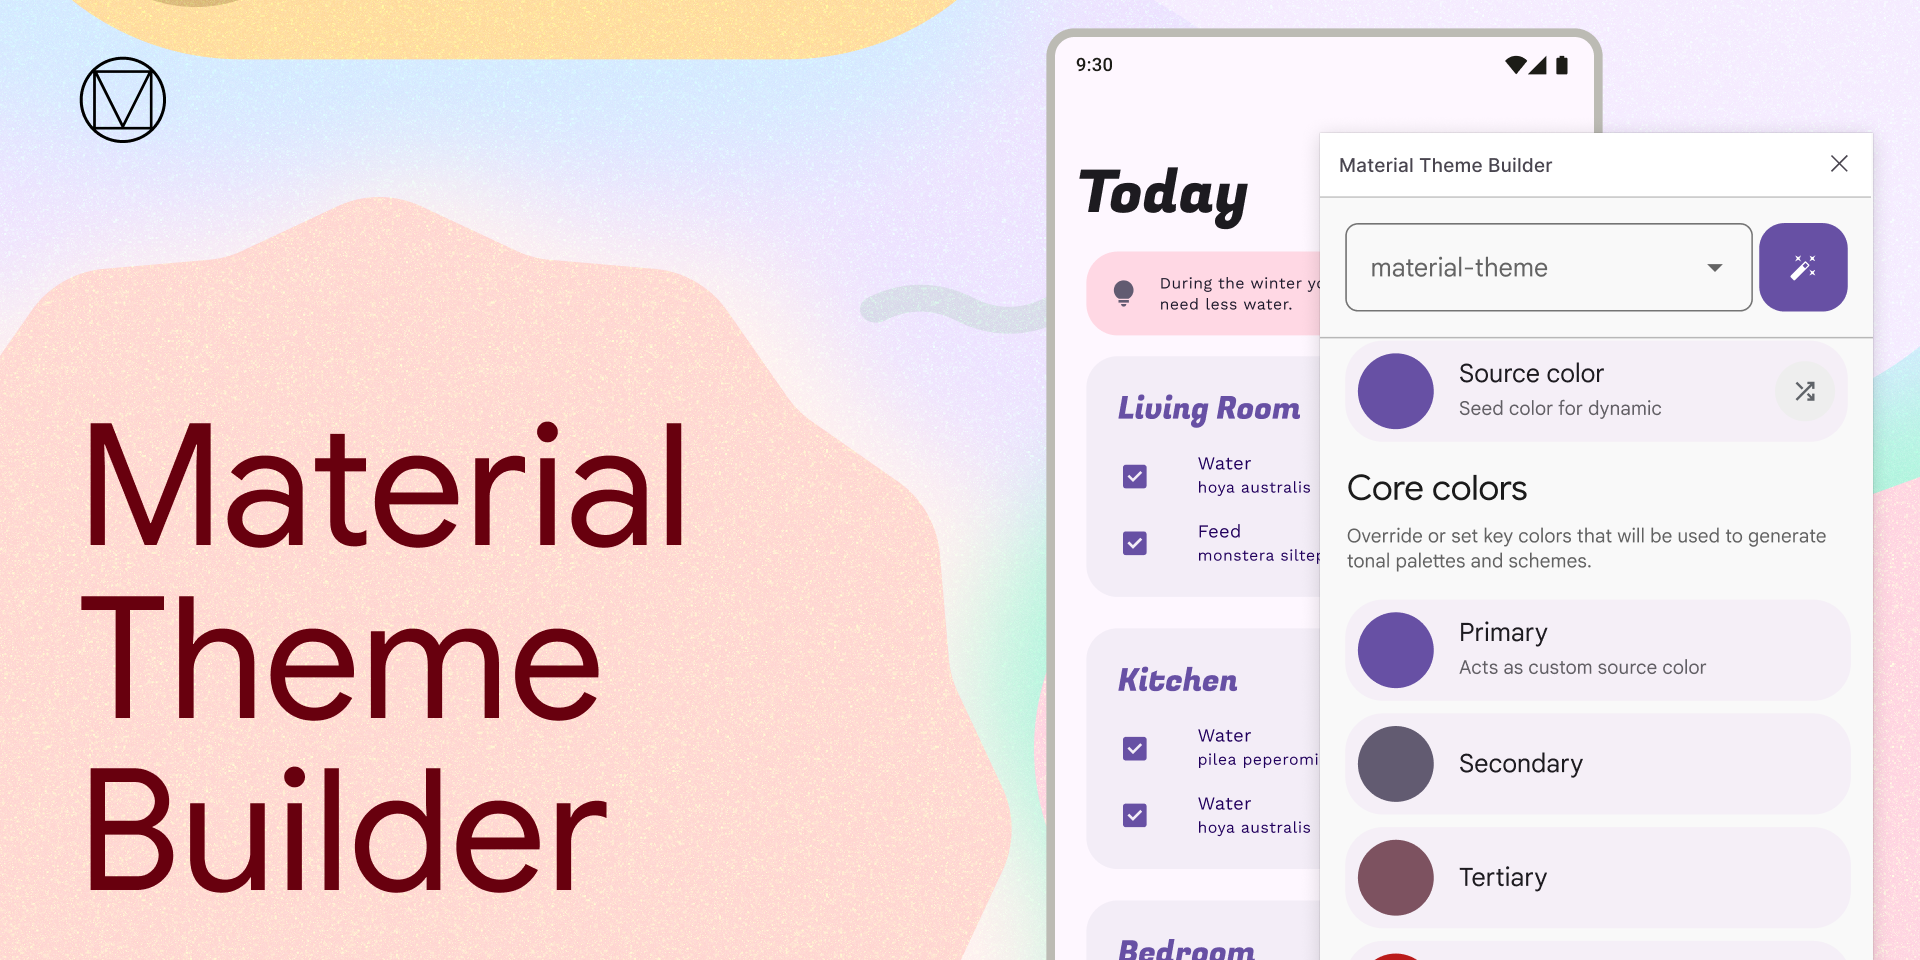 Material
Theme
Builder
9:30
Today
During the winter
need less water.
Living Room
Water
hoya australis
Feed
monstera
Kitchen
Water
pilea
Water
hoya australis
Bedroom
Material Theme Builder
material-theme
Source color
Seed color for dynamic
Core colors
Override or set key colors that will be used to generate
tonal palettes and schemes.
Primary
Acts as custom source color
Secondary
Tertiary